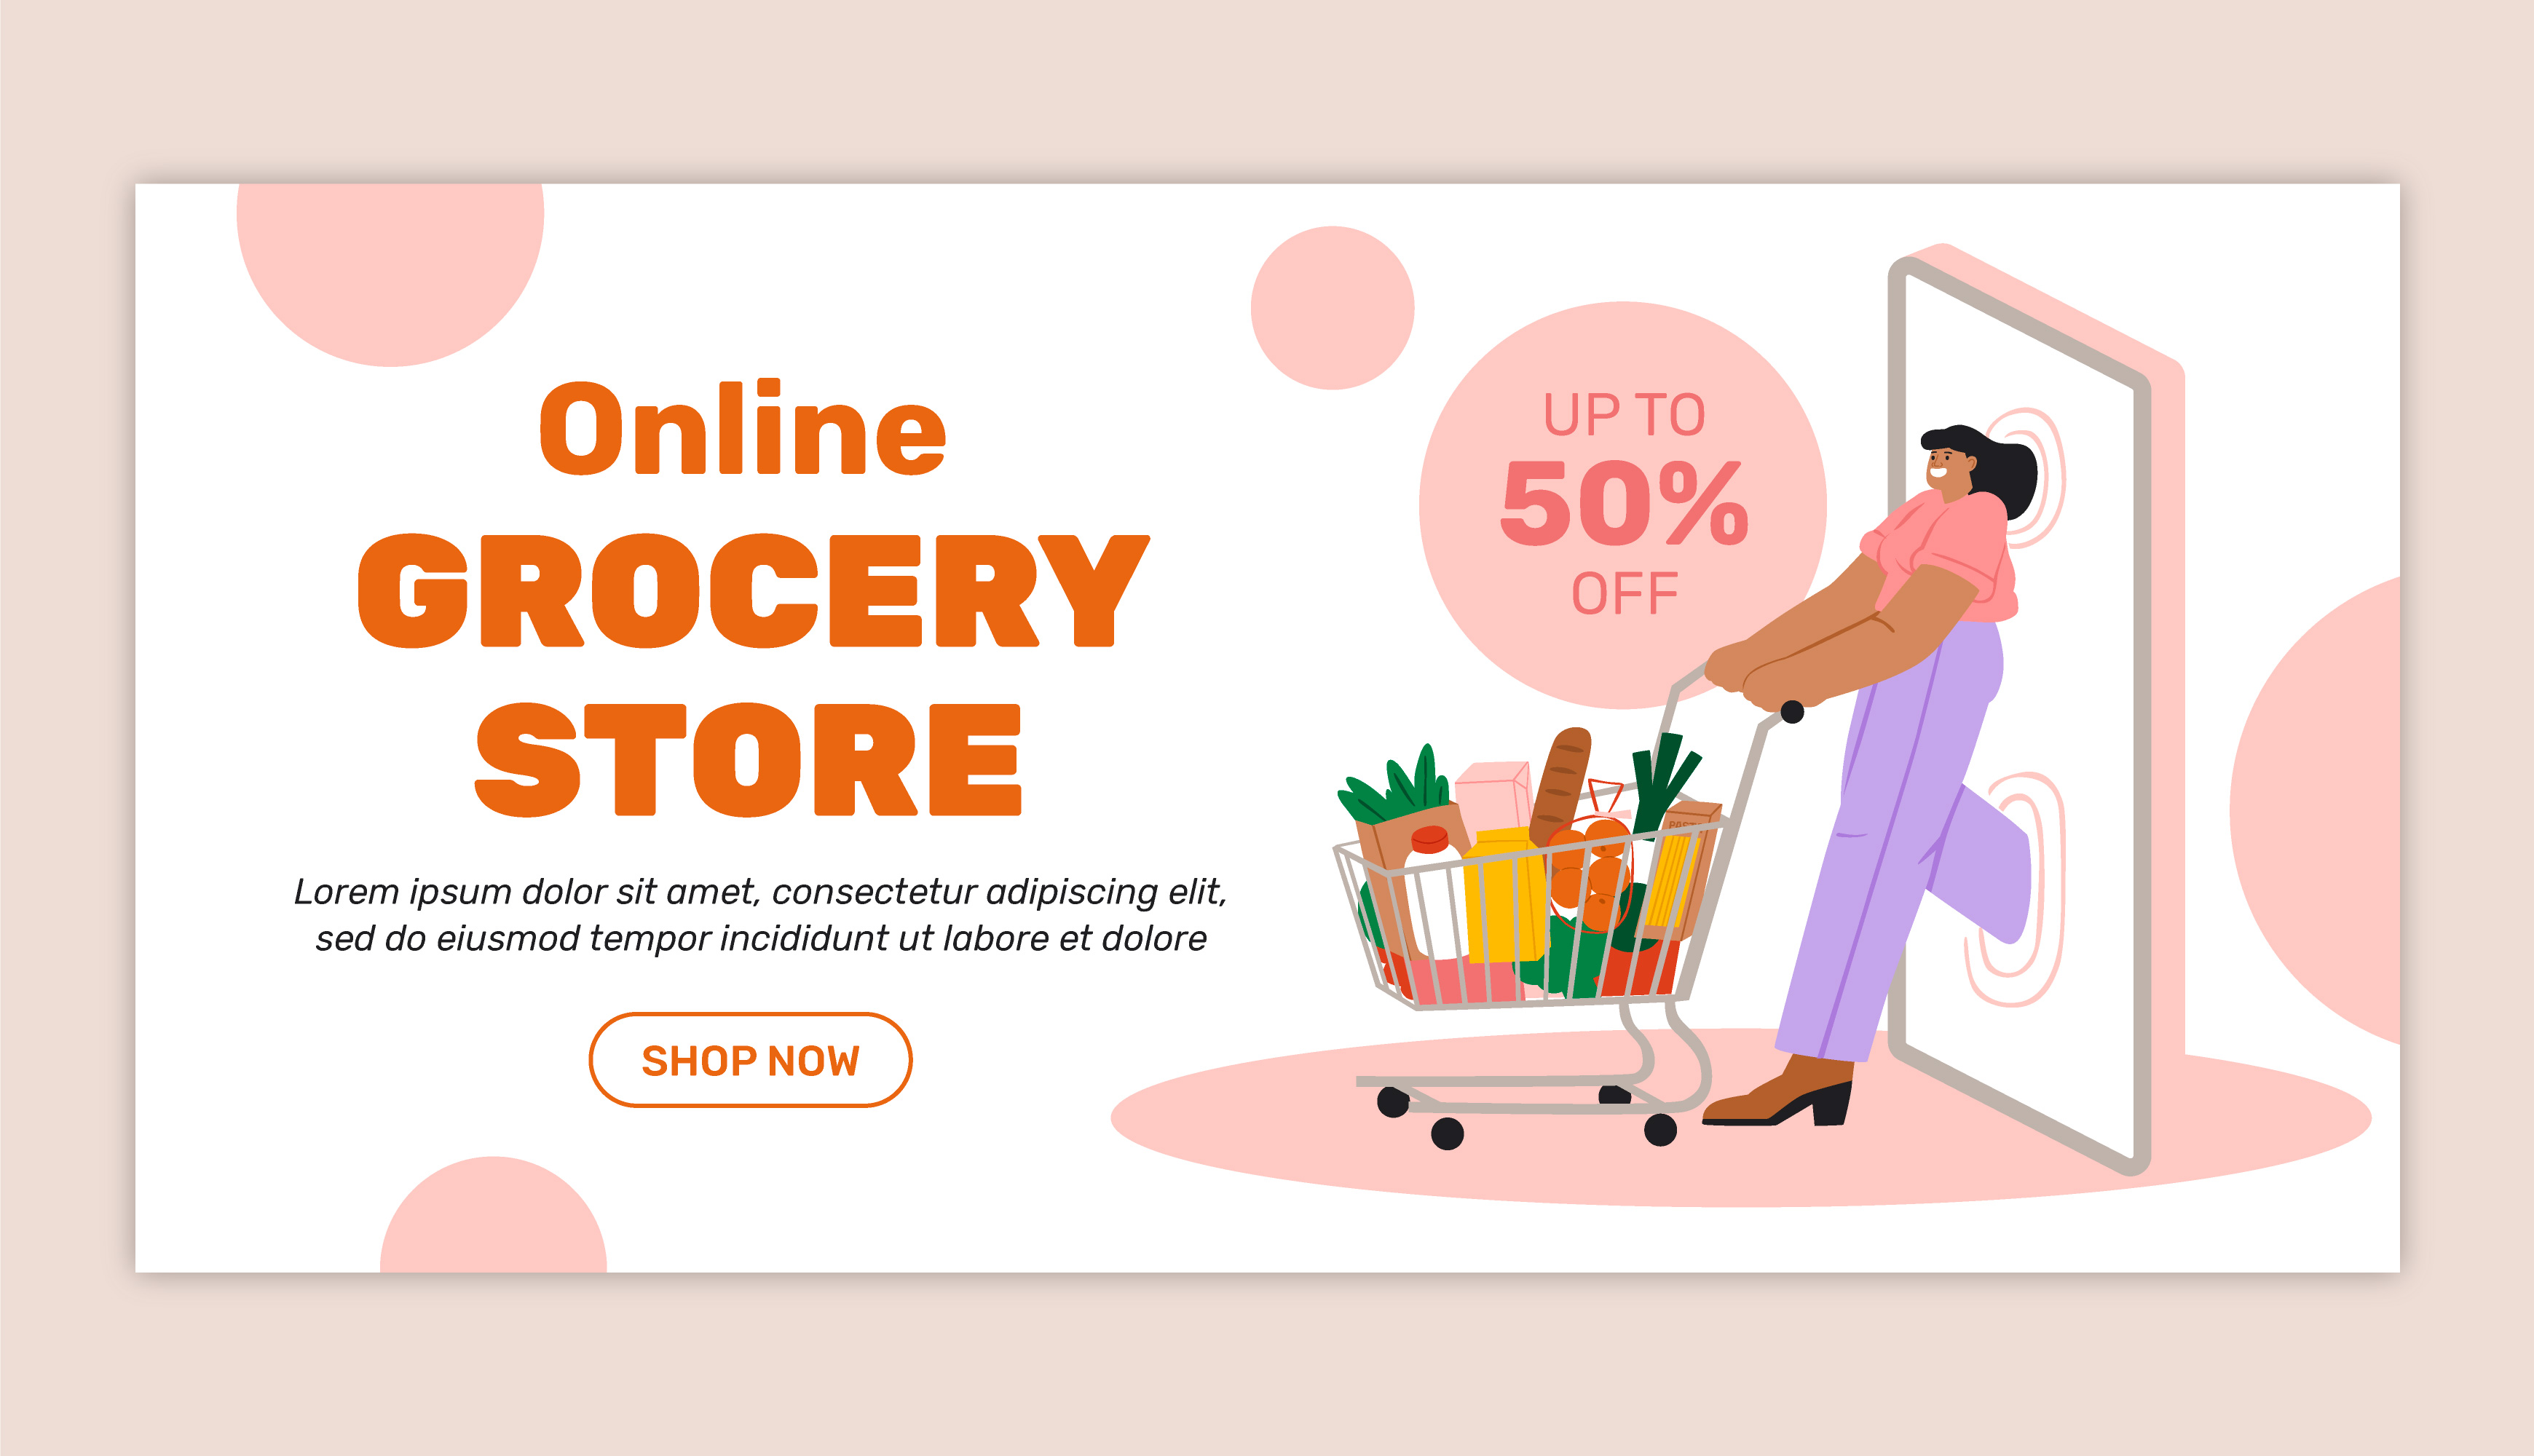 Online
GROCERY
STORE
Lorem ipsum dolor sit amet, consectetur adipiscing elit,
sed do eiusmod tempor incididunt ut labore et dolore
SHOP NOW
UP TO
50%
OFF
PASTA